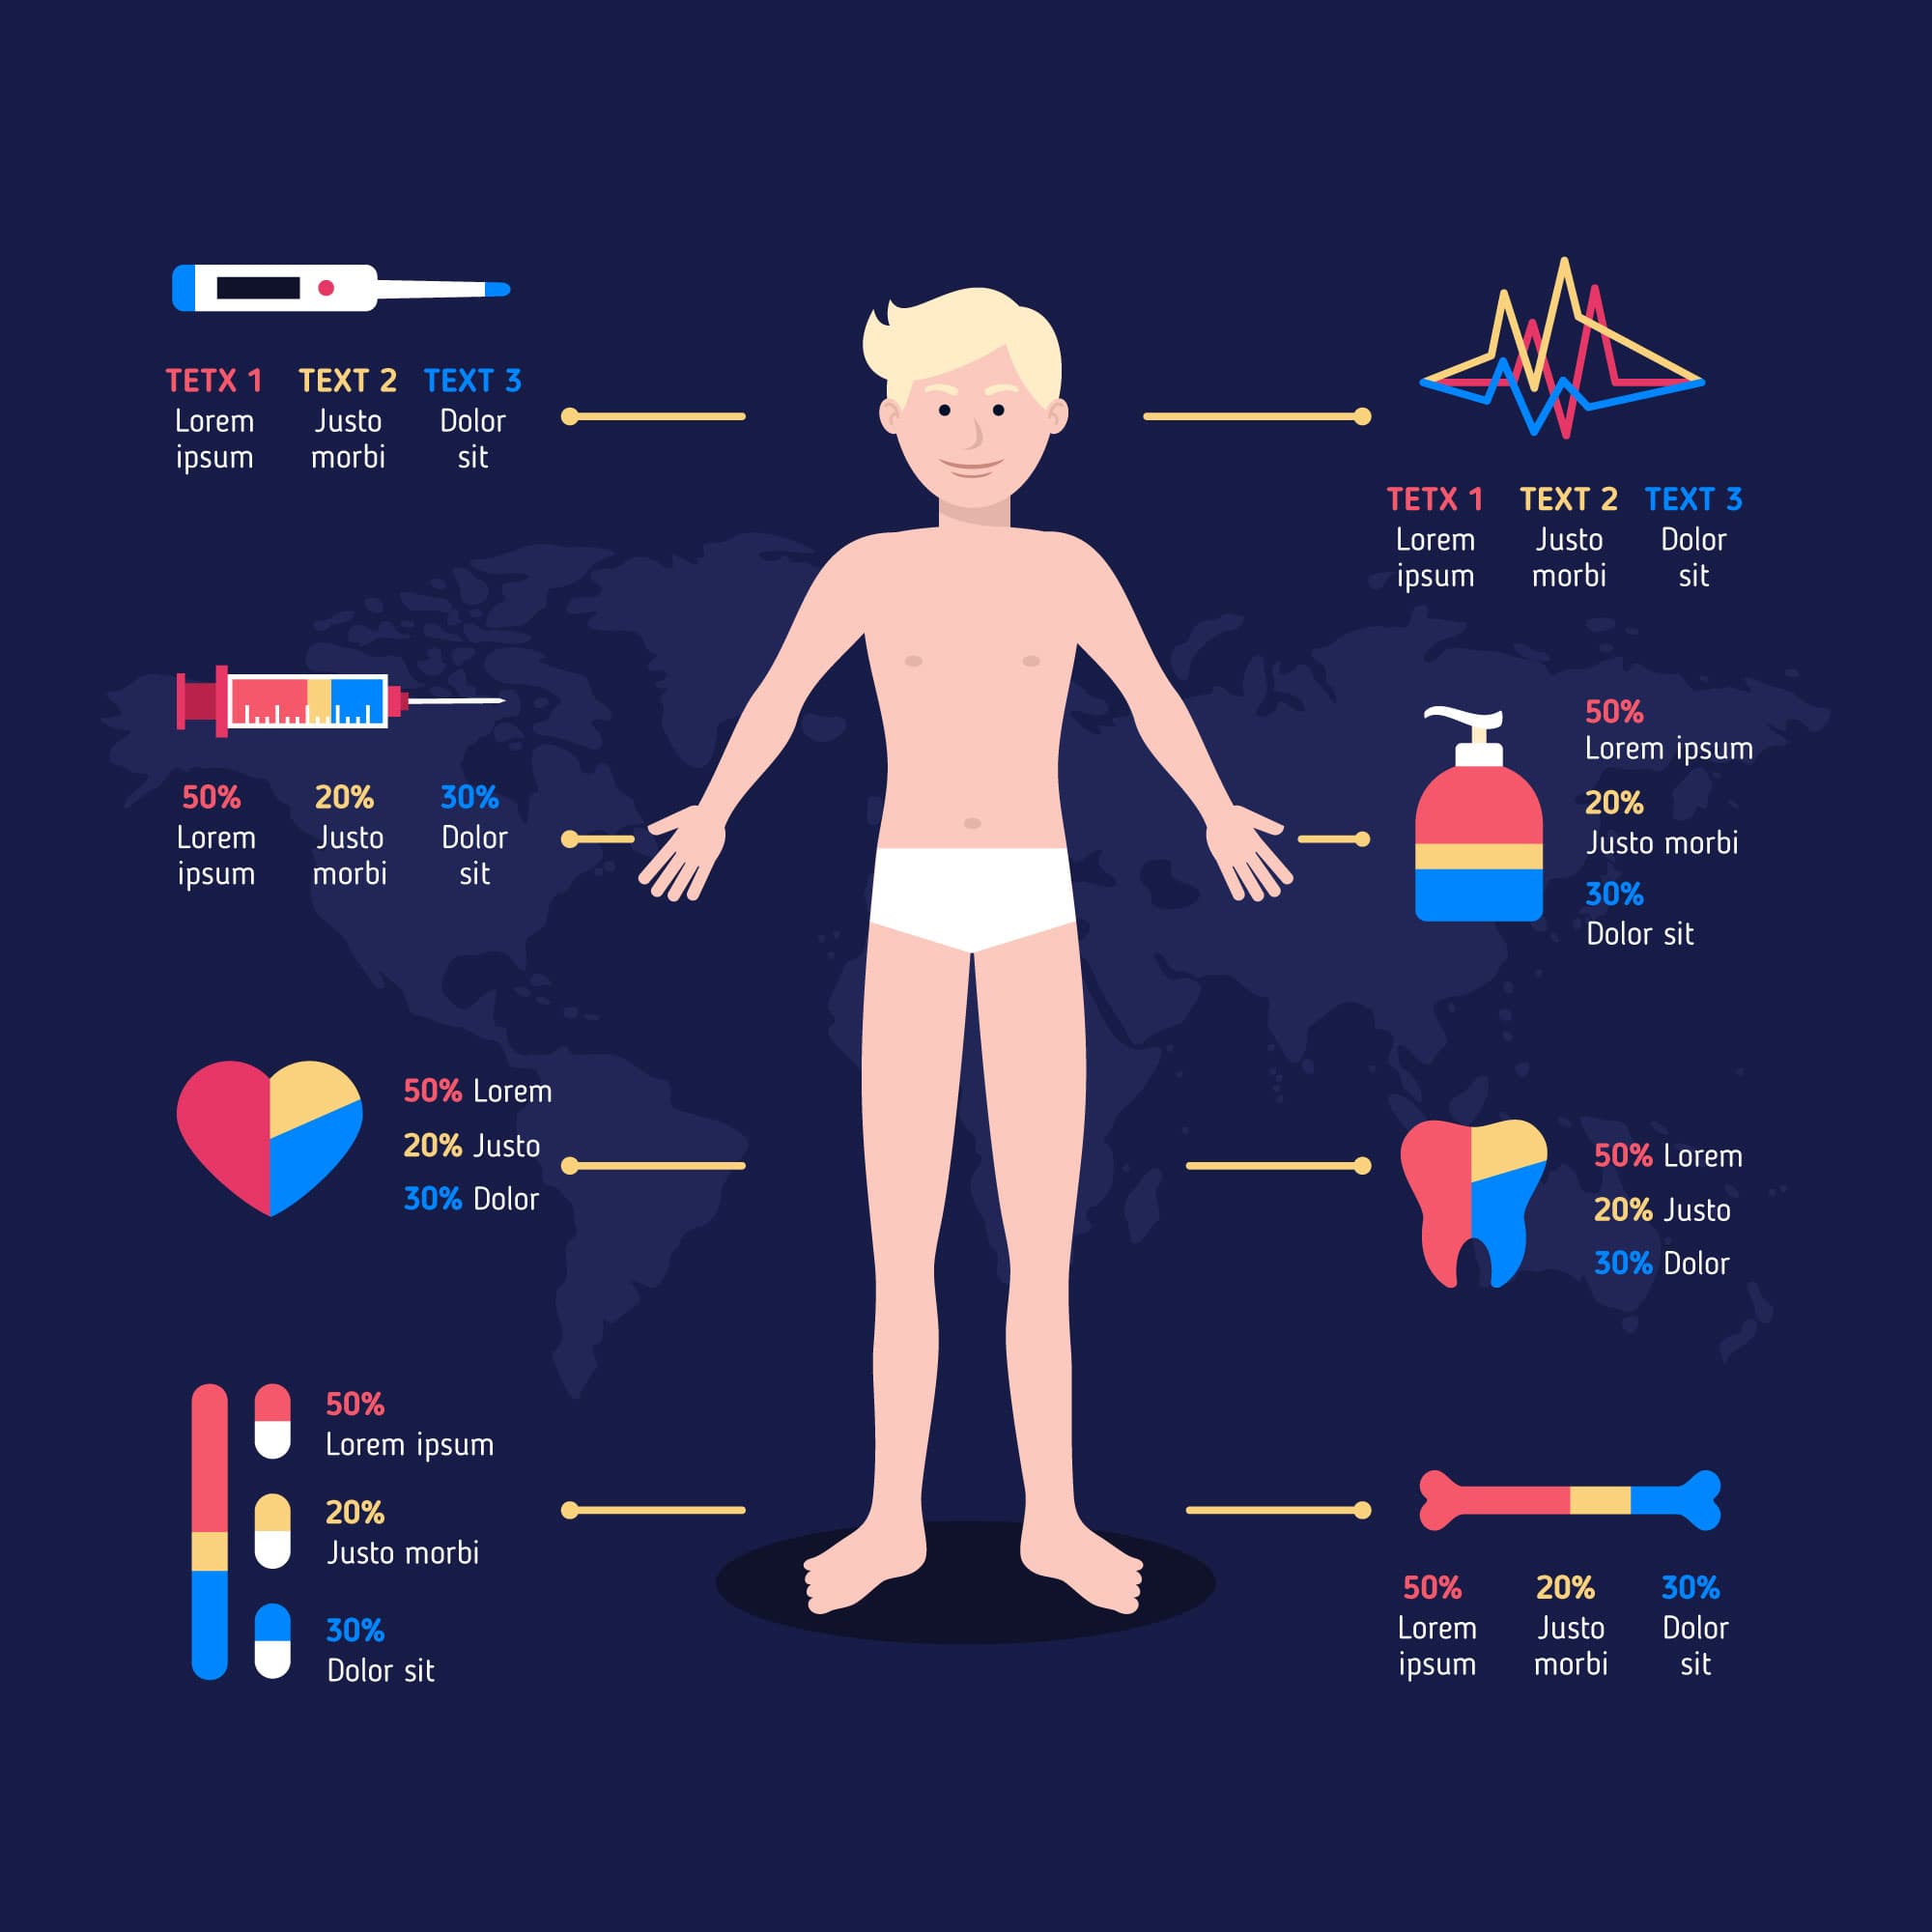 TETX 1 TEXT 2 TEXT 3
Lorem Justo Dolor
ipsum morbi sit
TETX 1 TEXT 2 TEXT 3
Lorem Justo Dolor
ipsum morbi sit
50% 20% 30%
Lorem Justo Dolor
ipsum morbi sit
50%
Lorem ipsum
20%
Justo morbi
30%
Dolor sit
50% Lorem
20% Justo
30% Dolor
50% Lorem
20% Justo
30% Dolor
50%
Lorem ipsum
20%
Justo morbi
30%
Dolor sit
50% 20% 30%
Lorem Justo Dolor
ipsum morbi sit